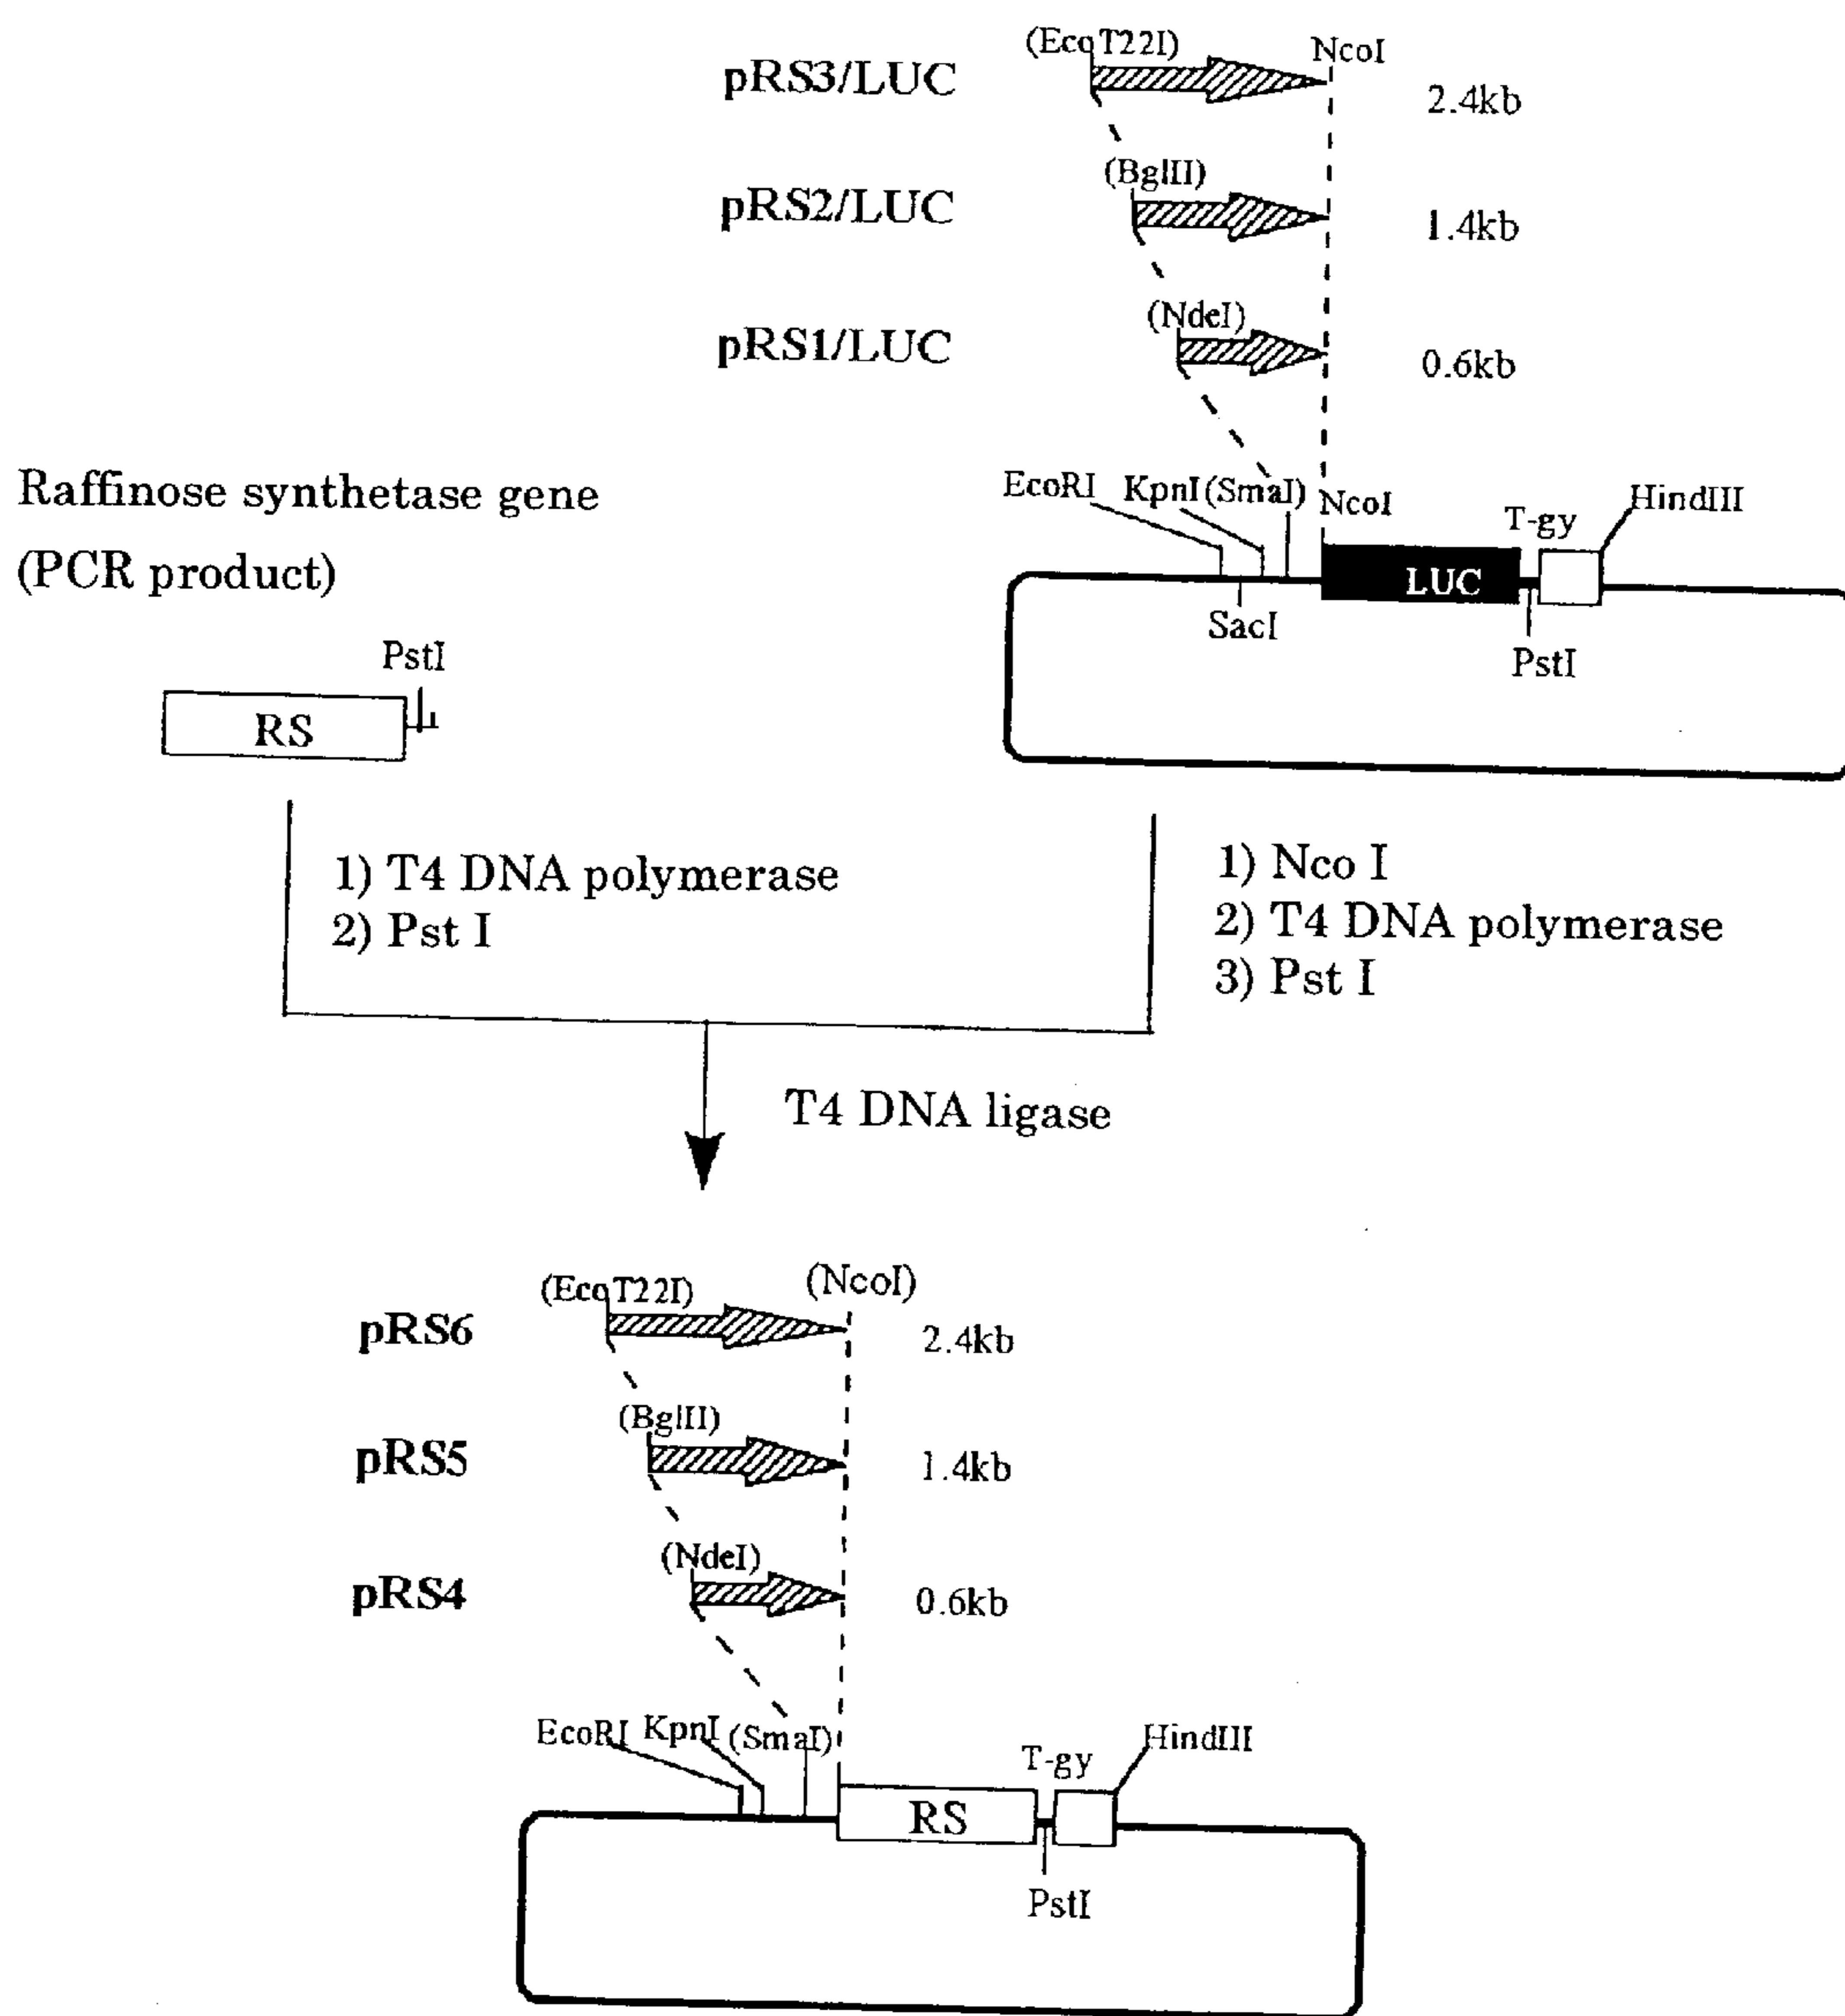 (EcoT22I) NcoI
pRS3/LUC 2.4kb
(BglII)
pRS2/LUC 1.4kb
(NdeI)
pRS1/LUC 0.6kb
Raffinose synthetase gene
(PCR product)
EcoRI KpnI (SmaI) NcoI HindIII
T-gy
LUC
SacI
PstI
PstI
RS
1) T4 DNA polymerase
2) Pst I
1) Nco I
2) T4 DNA polymerase
3) Pst I
T4 DNA ligase
(EcoT22I) (NcoI)
pRS6 2.4kb
(BglII)
pRS5 1.4kb
(NdeI)
pRS4 0.6kb
EcoRI KpnI (SmaI) HindIII
T-gy
RS
PstI